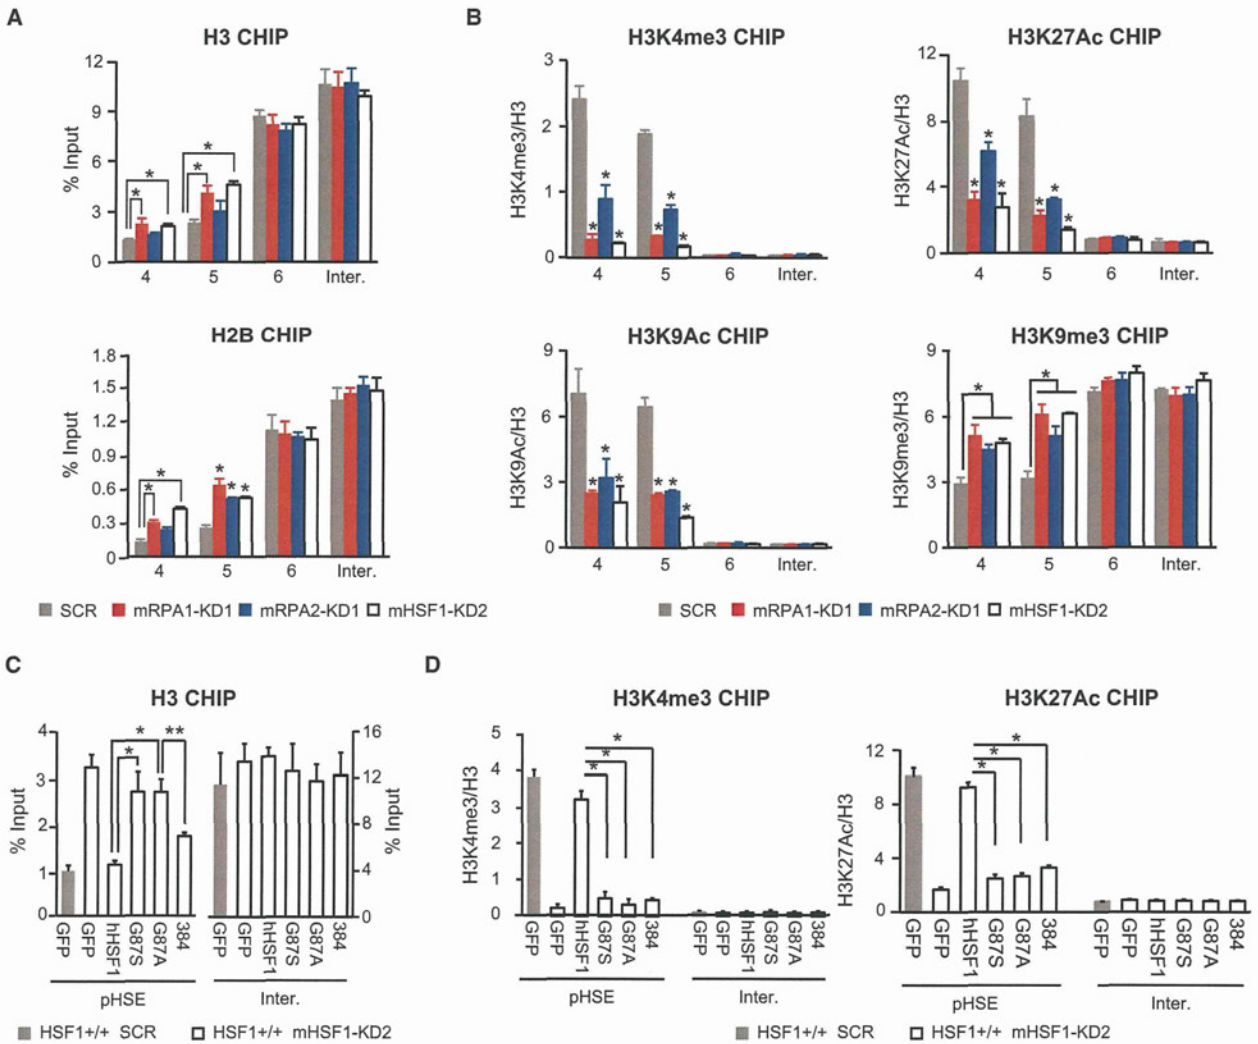 A
H3 CHIP
% Input
12
9
6
3
0
* * * *
4 5 6 Inter.
H2B CHIP
% Input
1.8
1.5
1.2
0.9
0.6
0.3
0
* * * * *
4 5 6 Inter.
SCR mRPA1-KD1 mRPA2-KD1 mHSF1-KD2
B
H3K4me3 CHIP
H3K4me3/H3
3
2
1
0
* * * * * *
4 5 6 Inter.
H3K27Ac CHIP
H3K27Ac/H3
12
8
4
0
* * * * * *
4 5 6 Inter.
H3K9Ac CHIP
H3K9Ac/H3
9
6
3
0
* * * * * *
4 5 6 Inter.
H3K9me3 CHIP
H3K9me3/H3
9
6
3
0
* *
4 5 6 Inter.
SCR mRPA1-KD1 mRPA2-KD1 mHSF1-KD2
C
H3 CHIP
% Input
4
3
2
1
0
* * **
16
12
8
4
0
% Input
GFP GFP hHSF1 G87S G87A 384 GFP GFP hHSF1 G87S G87A 384
pHSE Inter.
HSF1+/+ SCR HSF1+/+ mHSF1-KD2
D
H3K4me3 CHIP
H3K4me3/H3
5
4
3
2
1
0
* * *
GFP GFP hHSF1 G87S G87A 384 GFP GFP hHSF1 G87S G87A 384
pHSE Inter.
H3K27Ac CHIP
H3K27Ac/H3
12
8
4
0
* * *
GFP GFP hHSF1 G87S G87A 384 GFP GFP hHSF1 G87S G87A 384
pHSE Inter.
HSF1+/+ SCR HSF1+/+ mHSF1-KD2